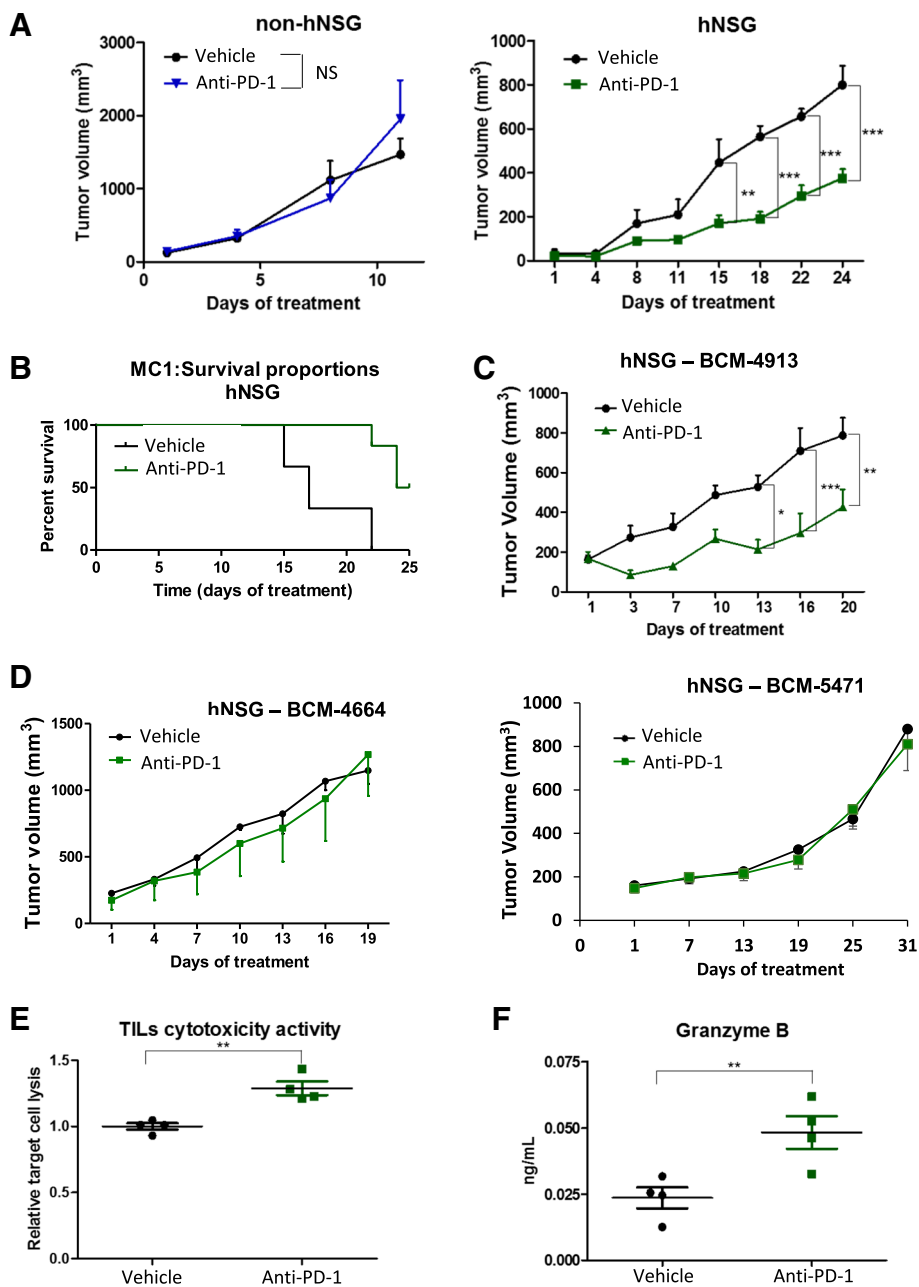 A
non-hNSG
Tumor volume (mm³)
3000
2000
1000
0
Vehicle
Anti-PD-1
NS
0
5
10
Days of treatment
hNSG
Tumor volume (mm³)
1000
800
600
400
200
0
Vehicle
Anti-PD-1
**
***
***
***
1 4 8 11 15 18 22 24
Days of treatment
B
MC1:Survival proportions
hNSG
Percent survival
100
50
0
Vehicle
Anti-PD-1
0 5 10 15 20 25
Time (days of treatment)
C
hNSG – BCM-4913
Tumor Volume (mm³)
1000
800
600
400
200
0
Vehicle
Anti-PD-1
*
***
**
1 3 7 10 13 16 20
Days of treatment
D
hNSG – BCM-4664
Tumor volume (mm³)
1500
1000
500
0
Vehicle
Anti-PD-1
1 4 7 10 13 16 19
Days of treatment
hNSG – BCM-5471
Tumor Volume (mm³)
1000
800
600
400
200
0
Vehicle
Anti-PD-1
0 1 7 13 19 25 31
Days of treatment
E
TILs cytotoxicity activity
**
Relative target cell lysis
1.5
1.0
0.5
0.0
Vehicle Anti-PD-1
F
Granzyme B
**
ng/mL
0.075
0.050
0.025
0.000
Vehicle Anti-PD-1